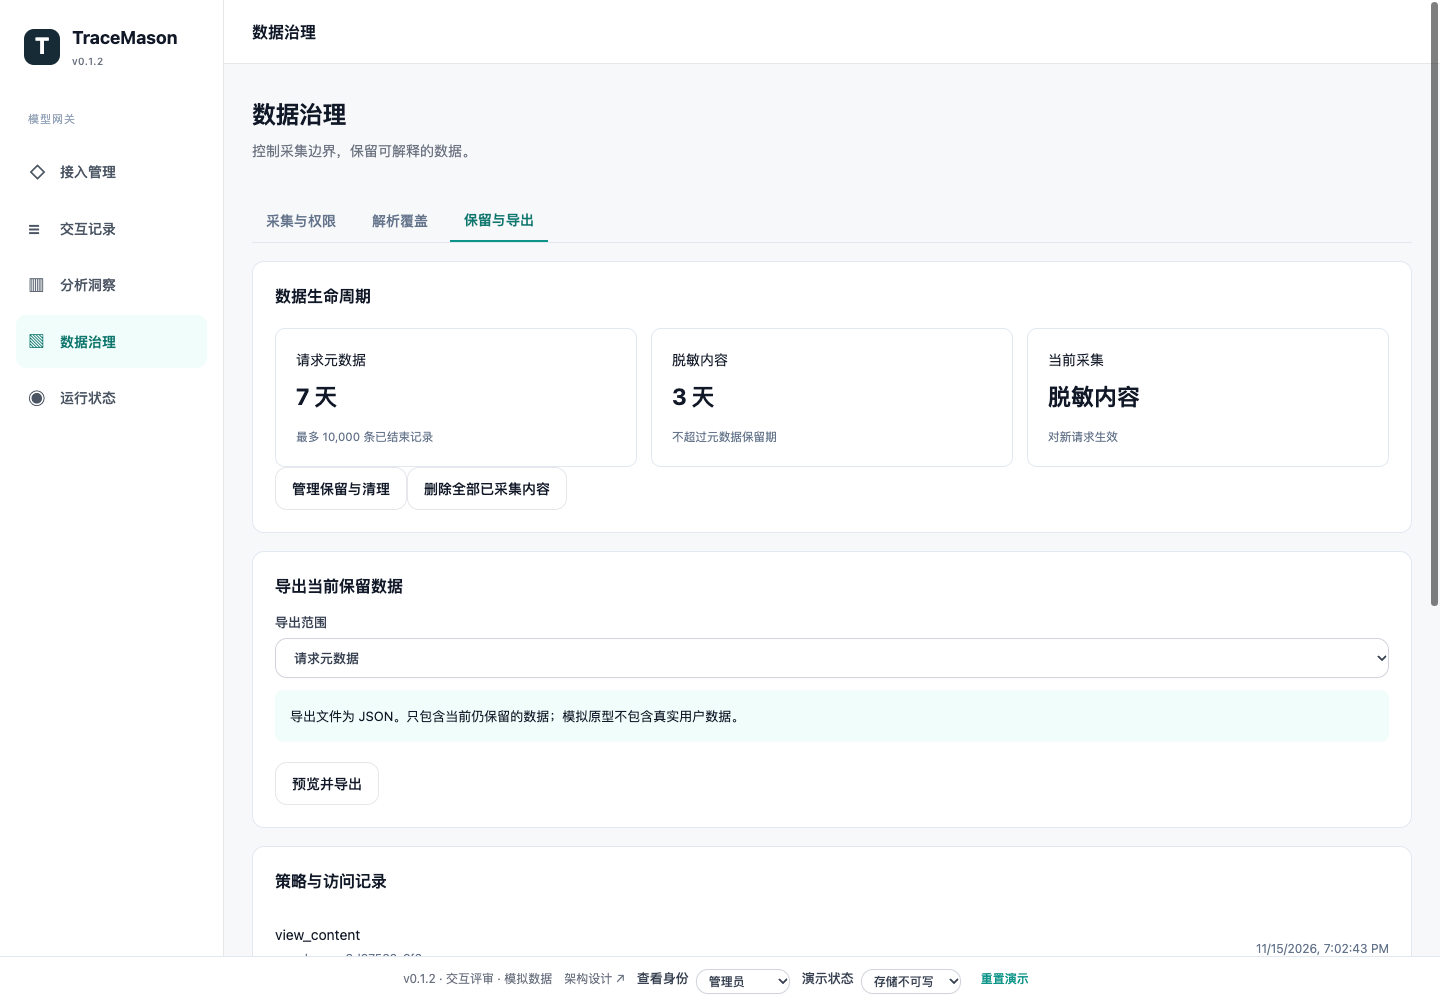 T
TraceMason
v0.1.2
模型网关
接入管理
交互记录
分析洞察
数据治理
运行状态
数据治理
数据治理
控制采集边界，保留可解释的数据。
采集与权限
解析覆盖
保留与导出
数据生命周期
请求元数据
7 天
最多 10,000 条已结束记录
脱敏内容
3 天
不超过元数据保留期
当前采集
脱敏内容
对新请求生效
管理保留与清理
删除全部已采集内容
导出当前保留数据
导出范围
请求元数据
导出文件为 JSON。只包含当前仍保留的数据；模拟原型不包含真实用户数据。
预览并导出
策略与访问记录
view_content
11/15/2026, 7:02:43 PM
v0.1.2 · 交互评审 · 模拟数据
架构设计 ↗
查看身份
管理员
演示状态
存储不可写
重置演示